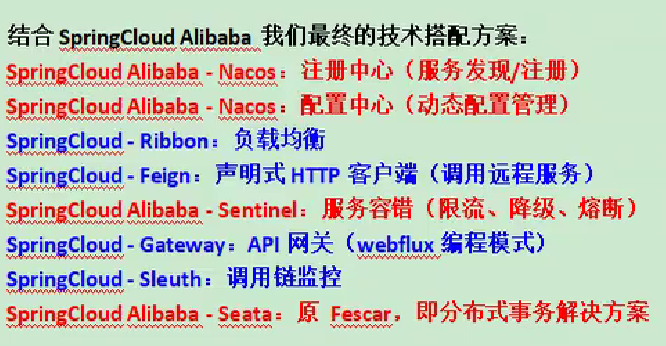 结合 SpringCloud Alibaba 我们最终的技术搭配方案：
SpringCloud Alibaba - Nacos：注册中心（服务发现/注册）
SpringCloud Alibaba - Nacos：配置中心（动态配置管理）
SpringCloud - Ribbon：负载均衡
SpringCloud - Feign：声明式 HTTP 客户端（调用远程服务）
SpringCloud Alibaba - Sentinel：服务容错（限流、降级、熔断）
SpringCloud - Gateway：API 网关（webflux 编程模式）
SpringCloud - Sleuth：调用链监控
SpringCloud Alibaba - Seata：原 Fescar，即分布式事务解决方案